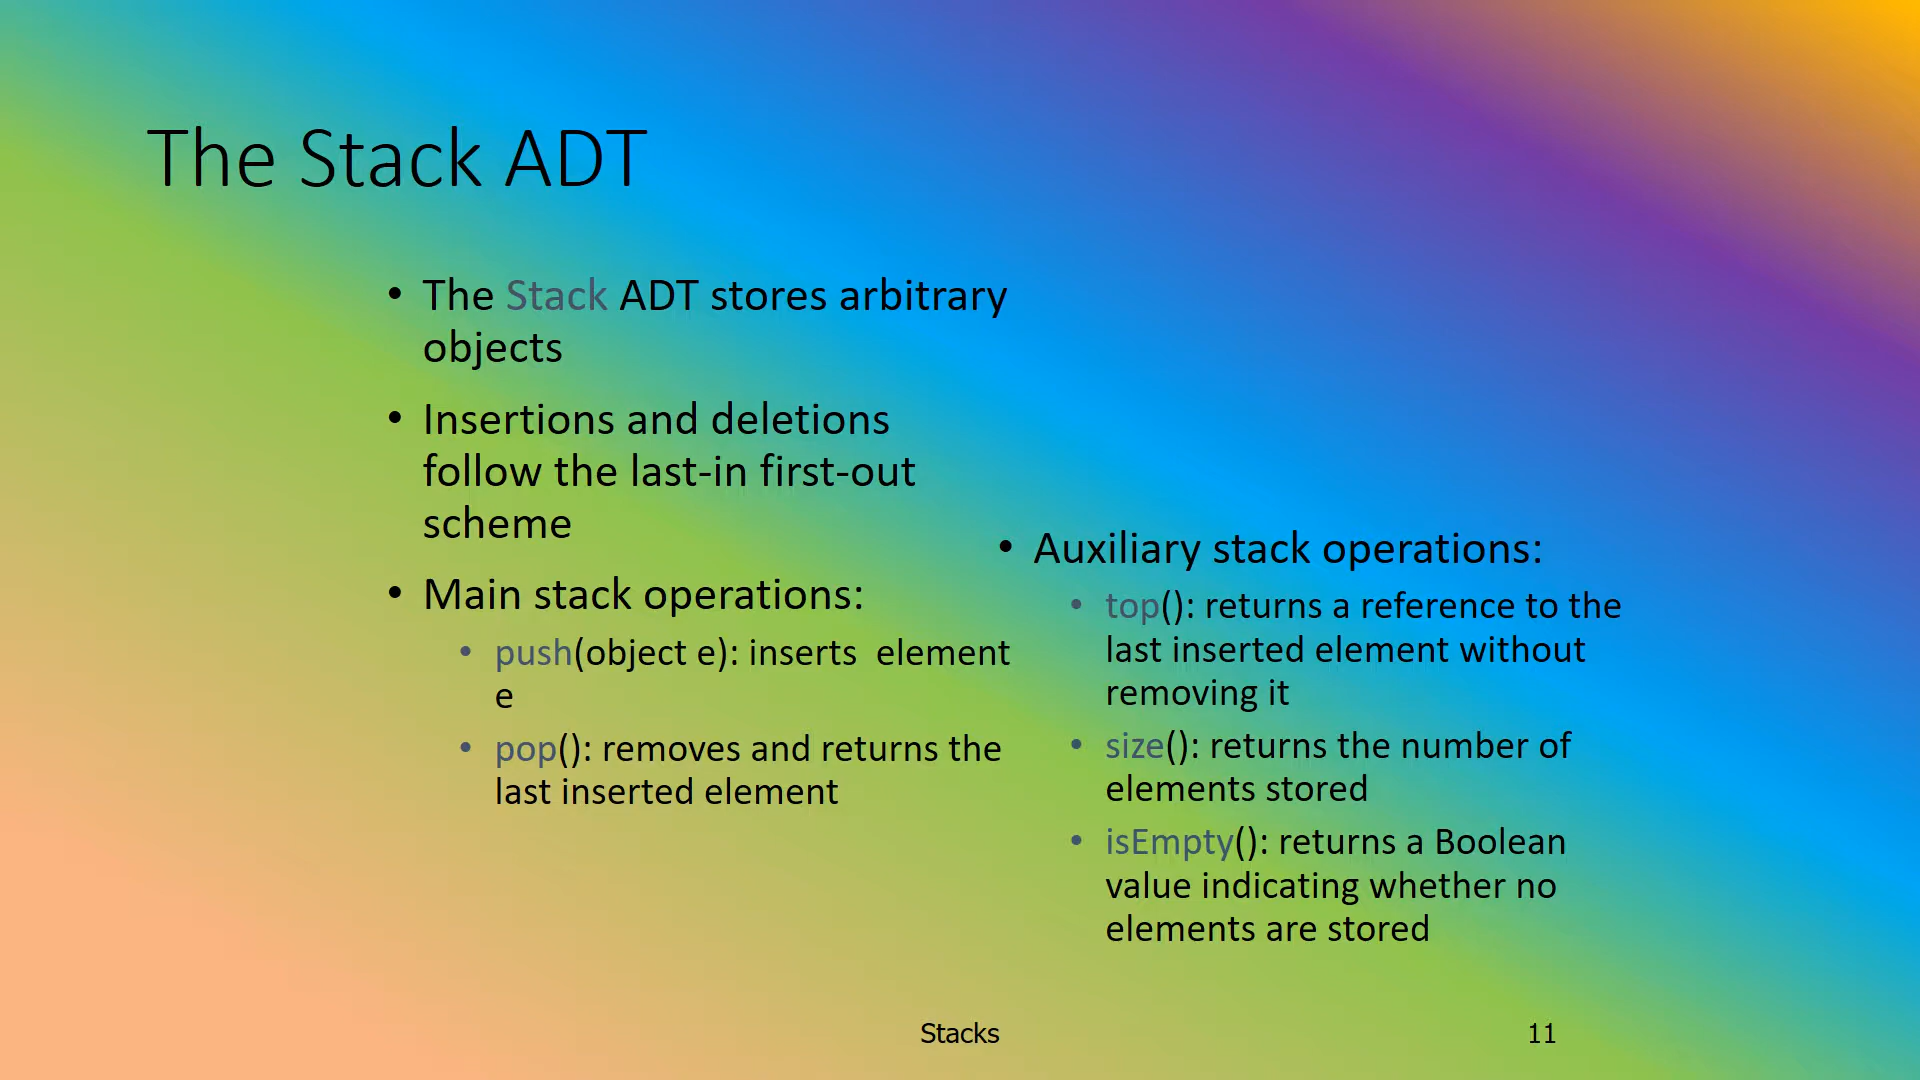 The Stack ADT
• The Stack ADT stores arbitrary
objects
• Insertions and deletions
follow the last-in first-out
scheme
• Main stack operations:
• push(object e): inserts  element
e
• pop(): removes and returns the
last inserted element
• Auxiliary stack operations:
• top(): returns a reference to the
last inserted element without
removing it
• size(): returns the number of
elements stored
• isEmpty(): returns a Boolean
value indicating whether no
elements are stored
Stacks
11